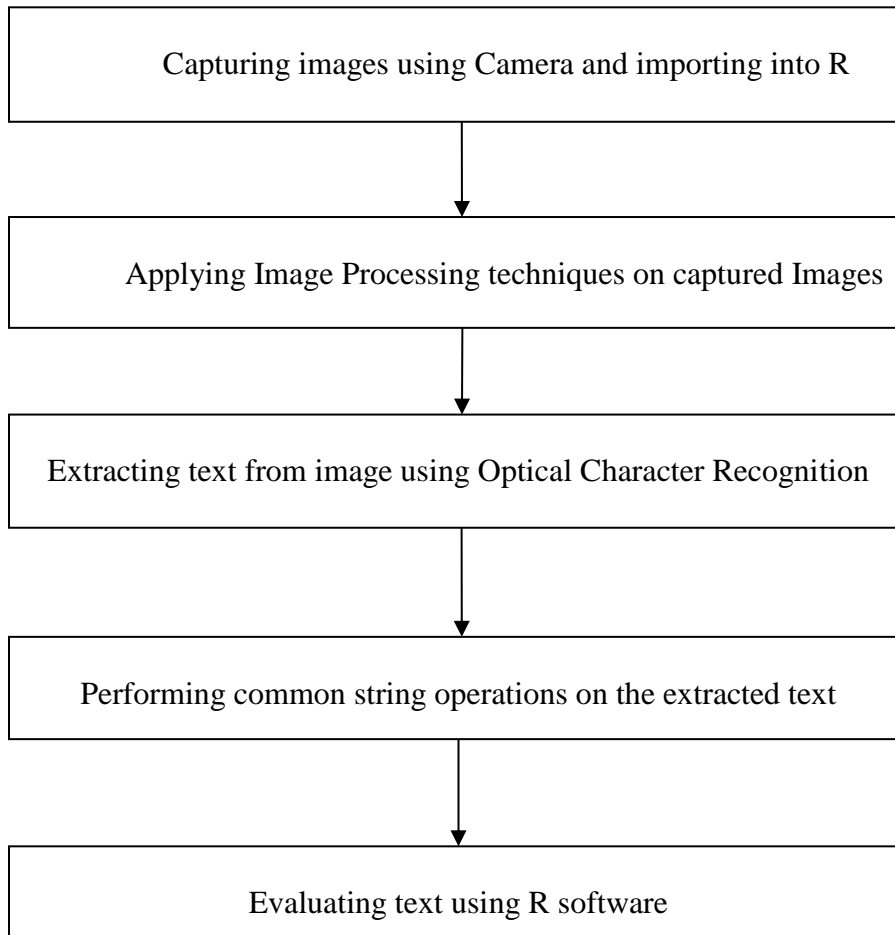 Capturing images using Camera and importing into R
Applying Image Processing techniques on captured Images
Extracting text from image using Optical Character Recognition
Performing common string operations on the extracted text
Evaluating text using R software